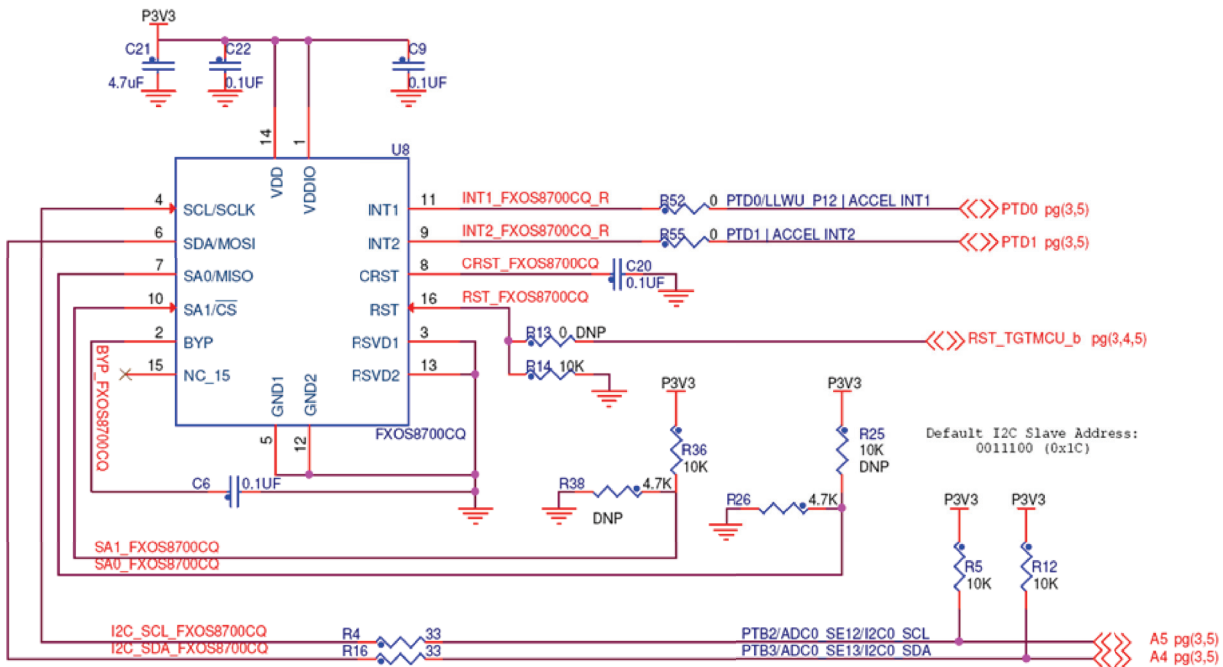 P3V3
C21
C22
C9
4.7uF
0.1UF
0.1UF
14
1
U8
VDD
VDDIO
4
SCL/SCLK
INT1
11
INT1_FXOS8700CQ_R
R52
0
PTD0/LLWU_P12 | ACCEL INT1
PTD0 pg(3,5)
6
SDA/MOSI
INT2
9
INT2_FXOS8700CQ_R
R55
0
PTD1 | ACCEL INT2
PTD1 pg(3,5)
7
SA0/MISO
CRST
8
CRST_FXOS8700CQ
C20
0.1UF
10
SA1/CS
RST
16
RST_FXOS8700CQ
2
BYP
RSVD1
3
R13
0
DNP
RST_TGTMCU_b pg(3,4,5)
15
NC_15
RSVD2
13
R14
10K
BYP_FXOS8700CQ
GND1
GND2
5
12
FXOS8700CQ
P3V3
P3V3
R36
10K
R25
10K
DNP
Default I2C Slave Address:
0011100 (0x1C)
C6
0.1UF
R38
4.7K
DNP
R26
4.7K
P3V3
P3V3
SA1_FXOS8700CQ
SA0_FXOS8700CQ
R5
10K
R12
10K
I2C_SCL_FXOS8700CQ
R4
33
PTB2/ADC0_SE12/I2C0_SCL
A5 pg(3,5)
I2C_SDA_FXOS8700CQ
R16
33
PTB3/ADC0_SE13/I2C0_SDA
A4 pg(3,5)